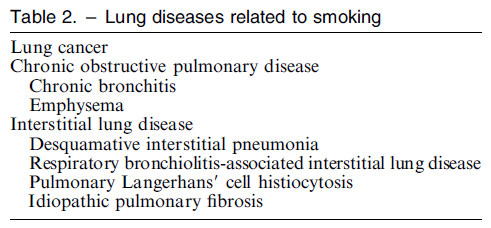 Table 2. – Lung diseases related to smoking
Lung cancer
Chronic obstructive pulmonary disease
Chronic bronchitis
Emphysema
Interstitial lung disease
Desquamative interstitial pneumonia
Respiratory bronchiolitis-associated interstitial lung disease
Pulmonary Langerhans' cell histiocytosis
Idiopathic pulmonary fibrosis